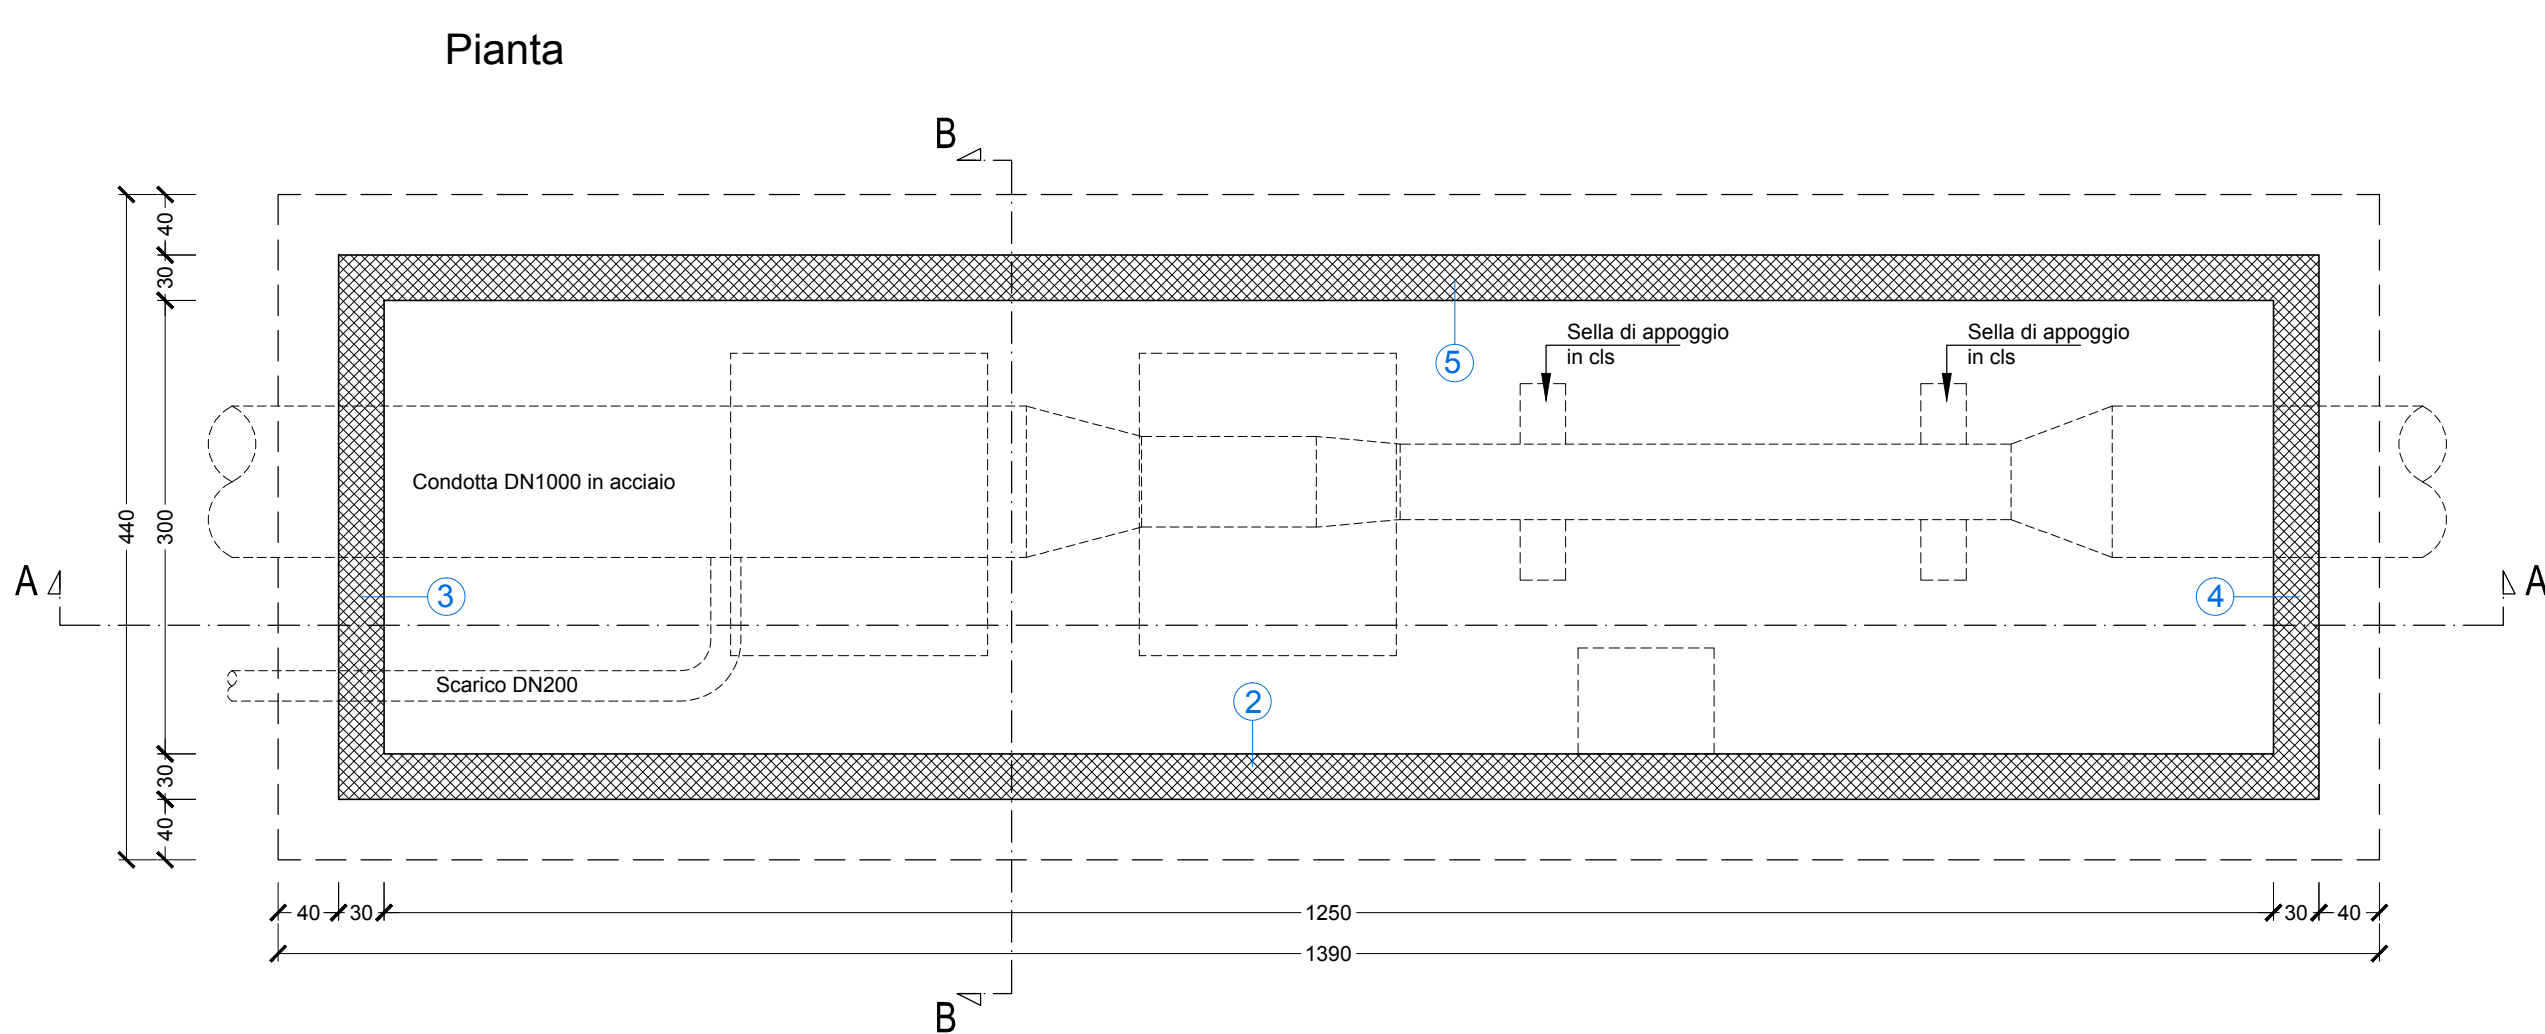 Pianta
B
40
30
Sella di appoggio
in cls
Sella di appoggio
in cls
5
Condotta DN1000 in acciaio
440
300
A
A
3
4
Scarico DN200
2
30
40
40
30
1250
30
40
1390
B